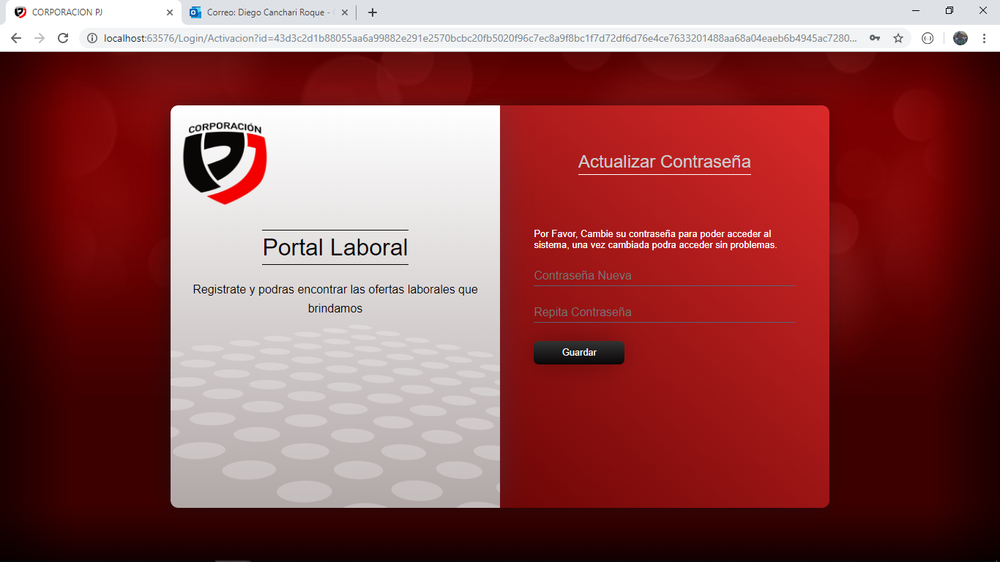 CORPORACION PJ
Correo: Diego Canchari Roque -
localhost:63576/Login/Activacion?id=43d3c2d1b88055aa6a99882e291e2570bcbc20fb5020f96c7ec8a9f8bc1f7d72df6d76e4ce7633201488aa68a04eaeb6b4945ac7280...
CORPORACIÓN
Portal Laboral
Registrate y podras encontrar las ofertas laborales que
brindamos
Actualizar Contraseña
Por Favor, Cambie su contraseña para poder acceder al
sistema, una vez cambiada podra acceder sin problemas.
Contraseña Nueva
Repita Contraseña
Guardar